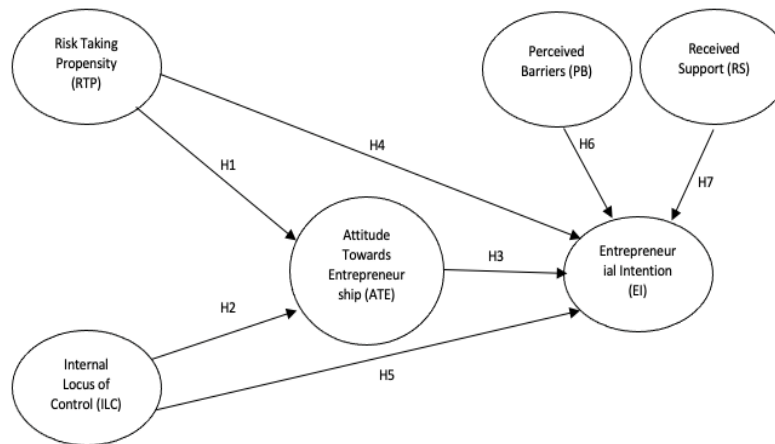 Risk Taking
Propensity
(RTP)
Perceived
Barriers (PB)
Received
Support (RS)
H4
H6
H1
H7
Attitude
Towards
Entrepreneur
ship (ATE)
H3
Entrepreneur
ial Intention
(EI)
H2
Internal
Locus of
Control (ILC)
H5